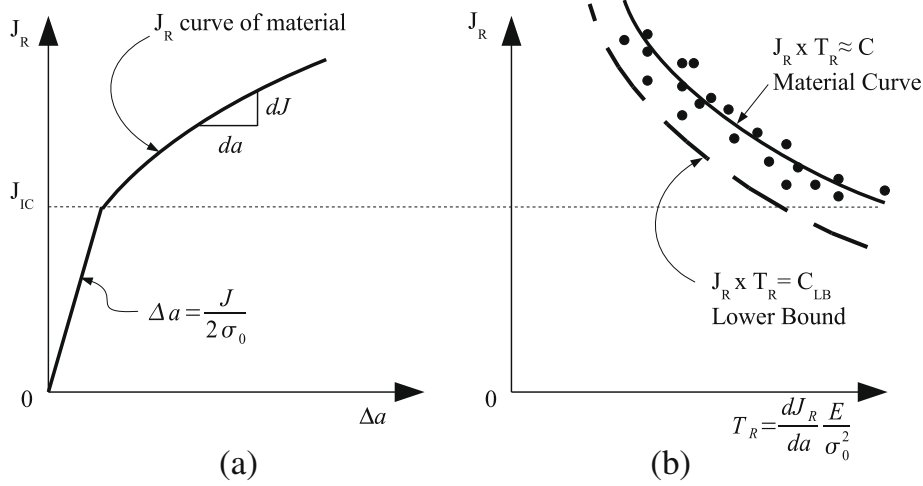 J_R
J_R curve of material
dJ
da
J_IC
Δa = J / 2σ_0
0
Δa
(a)
J_R
J_R x T_R ≈ C
Material Curve
J_R x T_R = C_LB
Lower Bound
0
T_R = dJ_R / da E / σ_0^2
(b)